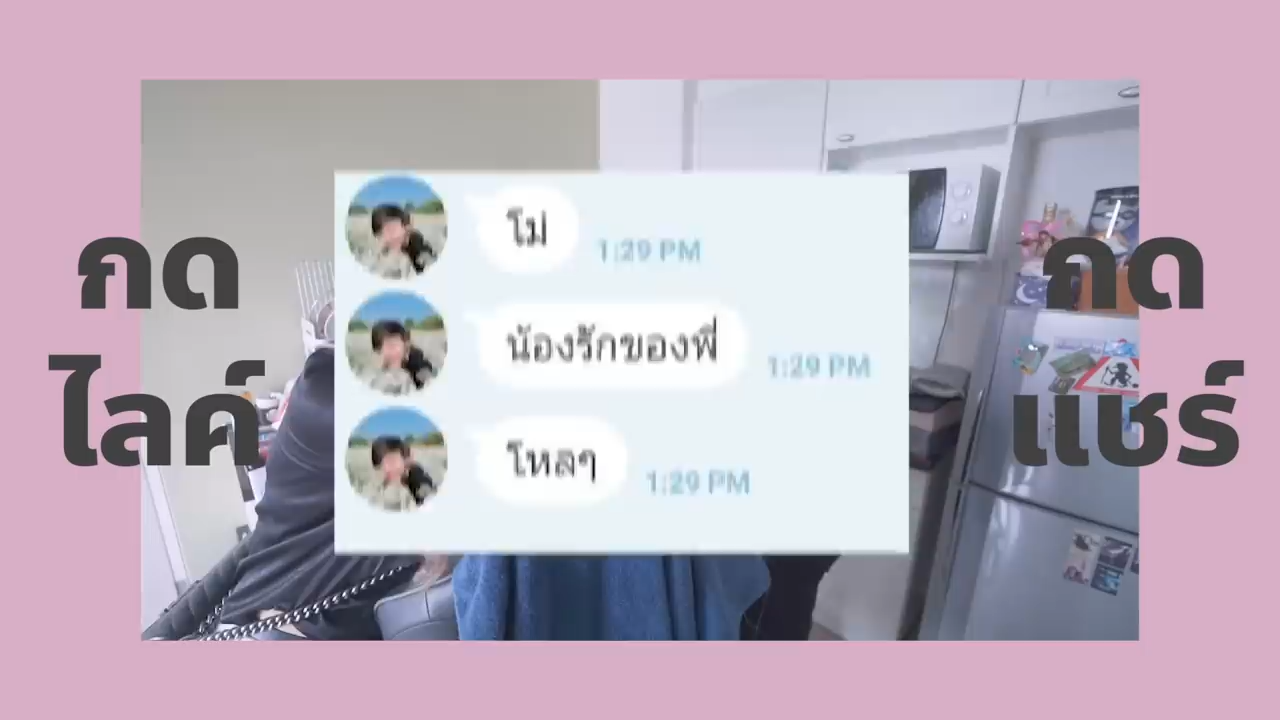 กด
ไลค์
โม่
1:29 PM
น้องรักของพี่
1:29 PM
โหลๆ
1:29 PM
กด
แชร์